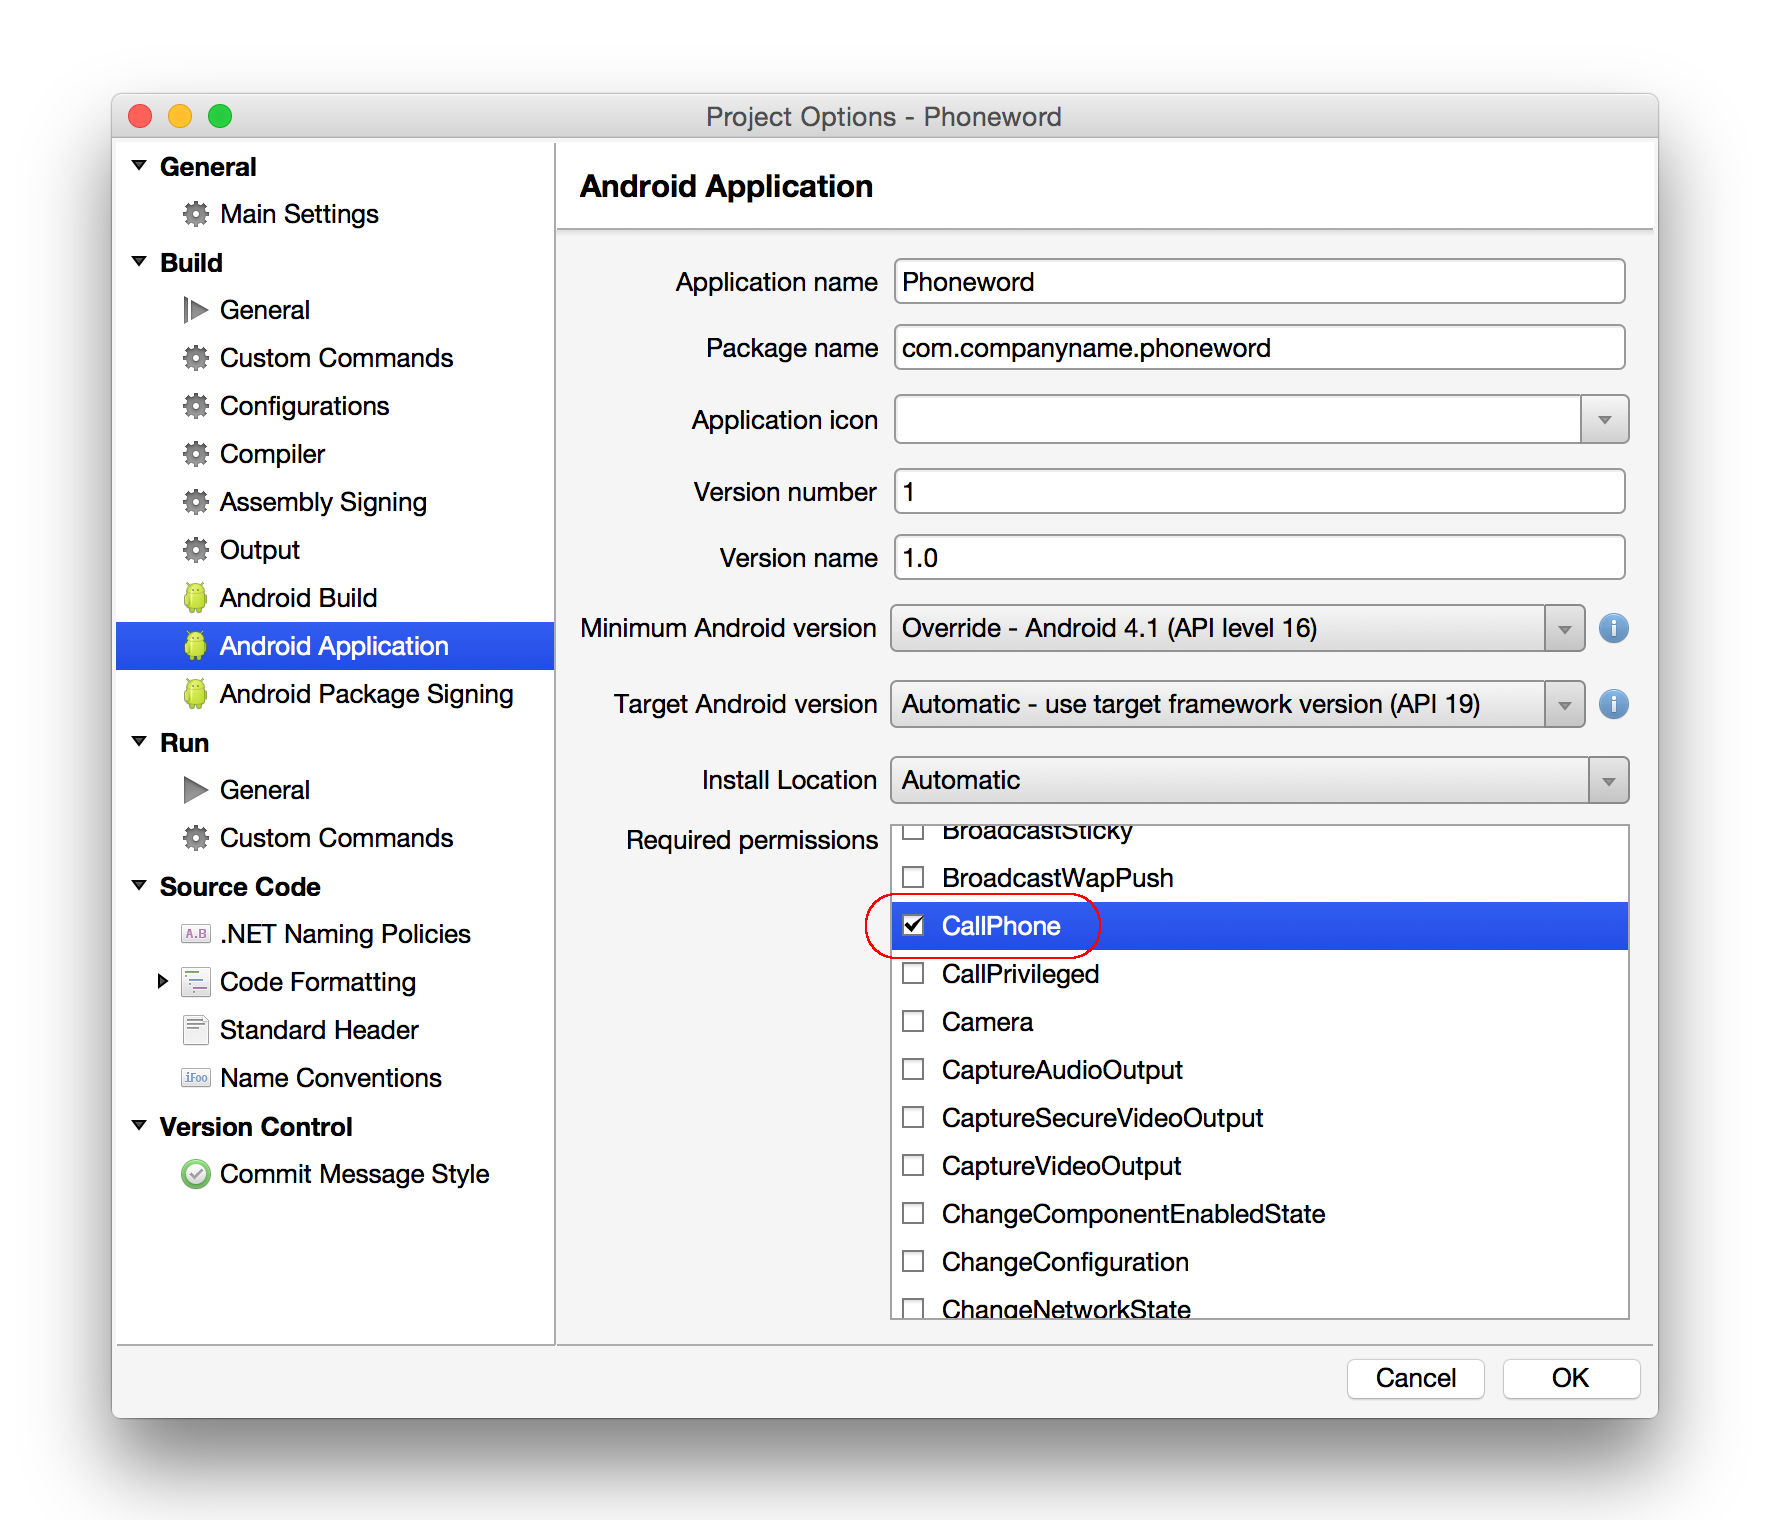 Project Options - Phoneword
General
Main Settings
Build
General
Custom Commands
Configurations
Compiler
Assembly Signing
Output
Android Build
Android Application
Android Package Signing
Run
General
Custom Commands
Source Code
A.B .NET Naming Policies
Code Formatting
Standard Header
iFoo Name Conventions
Version Control
Commit Message Style
Android Application
Application name Phoneword
Package name com.companyname.phoneword
Application icon
Version number 1
Version name 1.0
Minimum Android version Override - Android 4.1 (API level 16) i
Target Android version Automatic - use target framework version (API 19) i
Install Location Automatic
Required permissions
BroadcastSticky
BroadcastWapPush
CallPhone
CallPrivileged
Camera
CaptureAudioOutput
CaptureSecureVideoOutput
CaptureVideoOutput
ChangeComponentEnabledState
ChangeConfiguration
ChangeNetworkState
Cancel OK